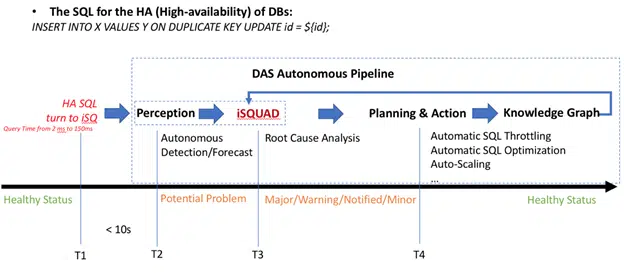 • The SQL for the HA (High-availability) of DBs:
INSERT INTO X VALUES Y ON DUPLICATE KEY UPDATE id = ${id};
DAS Autonomous Pipeline
HA SQL
turn to iSQ
Query Time from 2 ms to 150ms
Perception
iSQUAD
Planning & Action
Knowledge Graph
Autonomous
Detection/Forecast
Root Cause Analysis
Automatic SQL Throttling
Automatic SQL Optimization
Auto-Scaling
...
Healthy Status
Potential Problem
Major/Warning/Notified/Minor
Healthy Status
< 10s
T1
T2
T3
T4